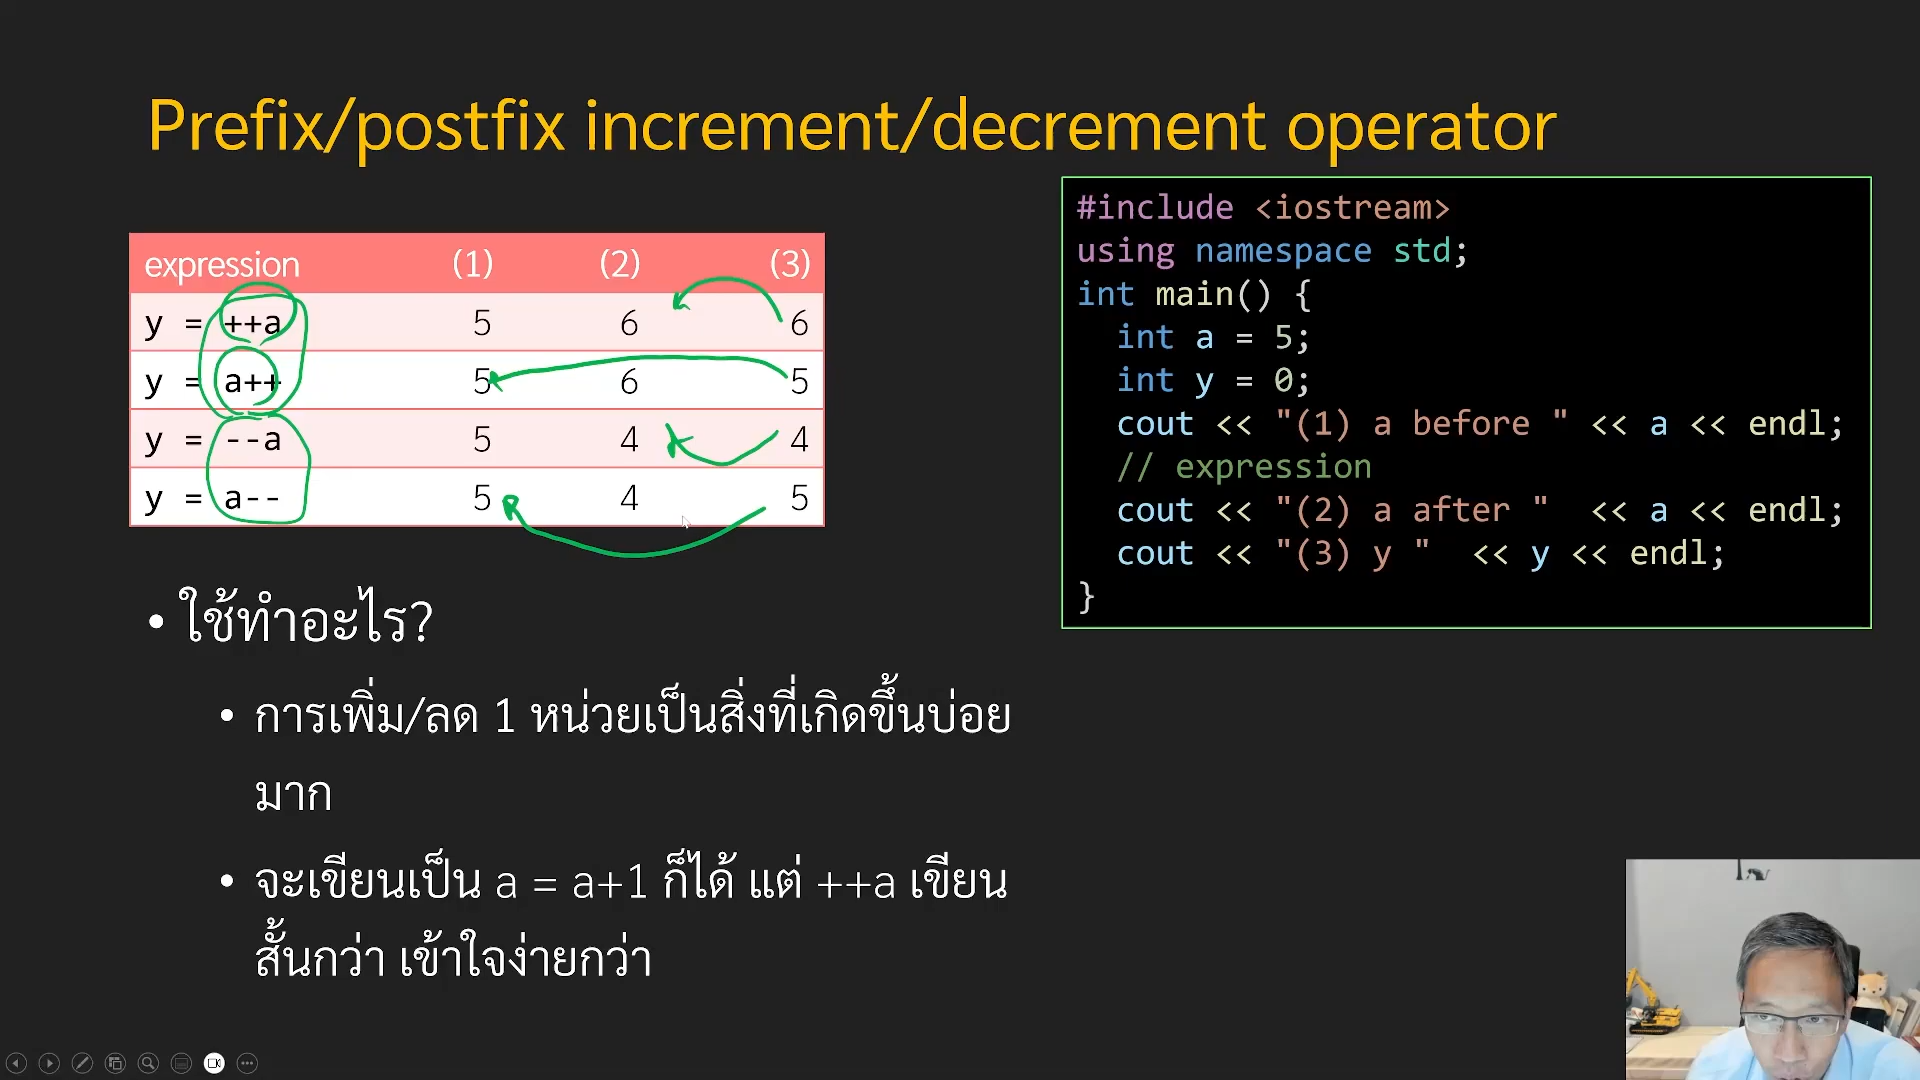 Prefix/postfix increment/decrement operator
expression (1) (2) (3)
y = ++a 5 6 6
y = a++ 5 6 5
y = --a 5 4 4
y = a-- 5 4 5
• ใช้ทำอะไร?
• การเพิ่ม/ลด 1 หน่วยเป็นสิ่งที่เกิดขึ้นบ่อย
มาก
• จะเขียนเป็น a = a+1 ก็ได้ แต่ ++a เขียน
สั้นกว่า เข้าใจง่ายกว่า
#include <iostream>
using namespace std;
int main() {
int a = 5;
int y = 0;
cout << "(1) a before " << a << endl;
// expression
cout << "(2) a after " << a << endl;
cout << "(3) y " << y << endl;
}